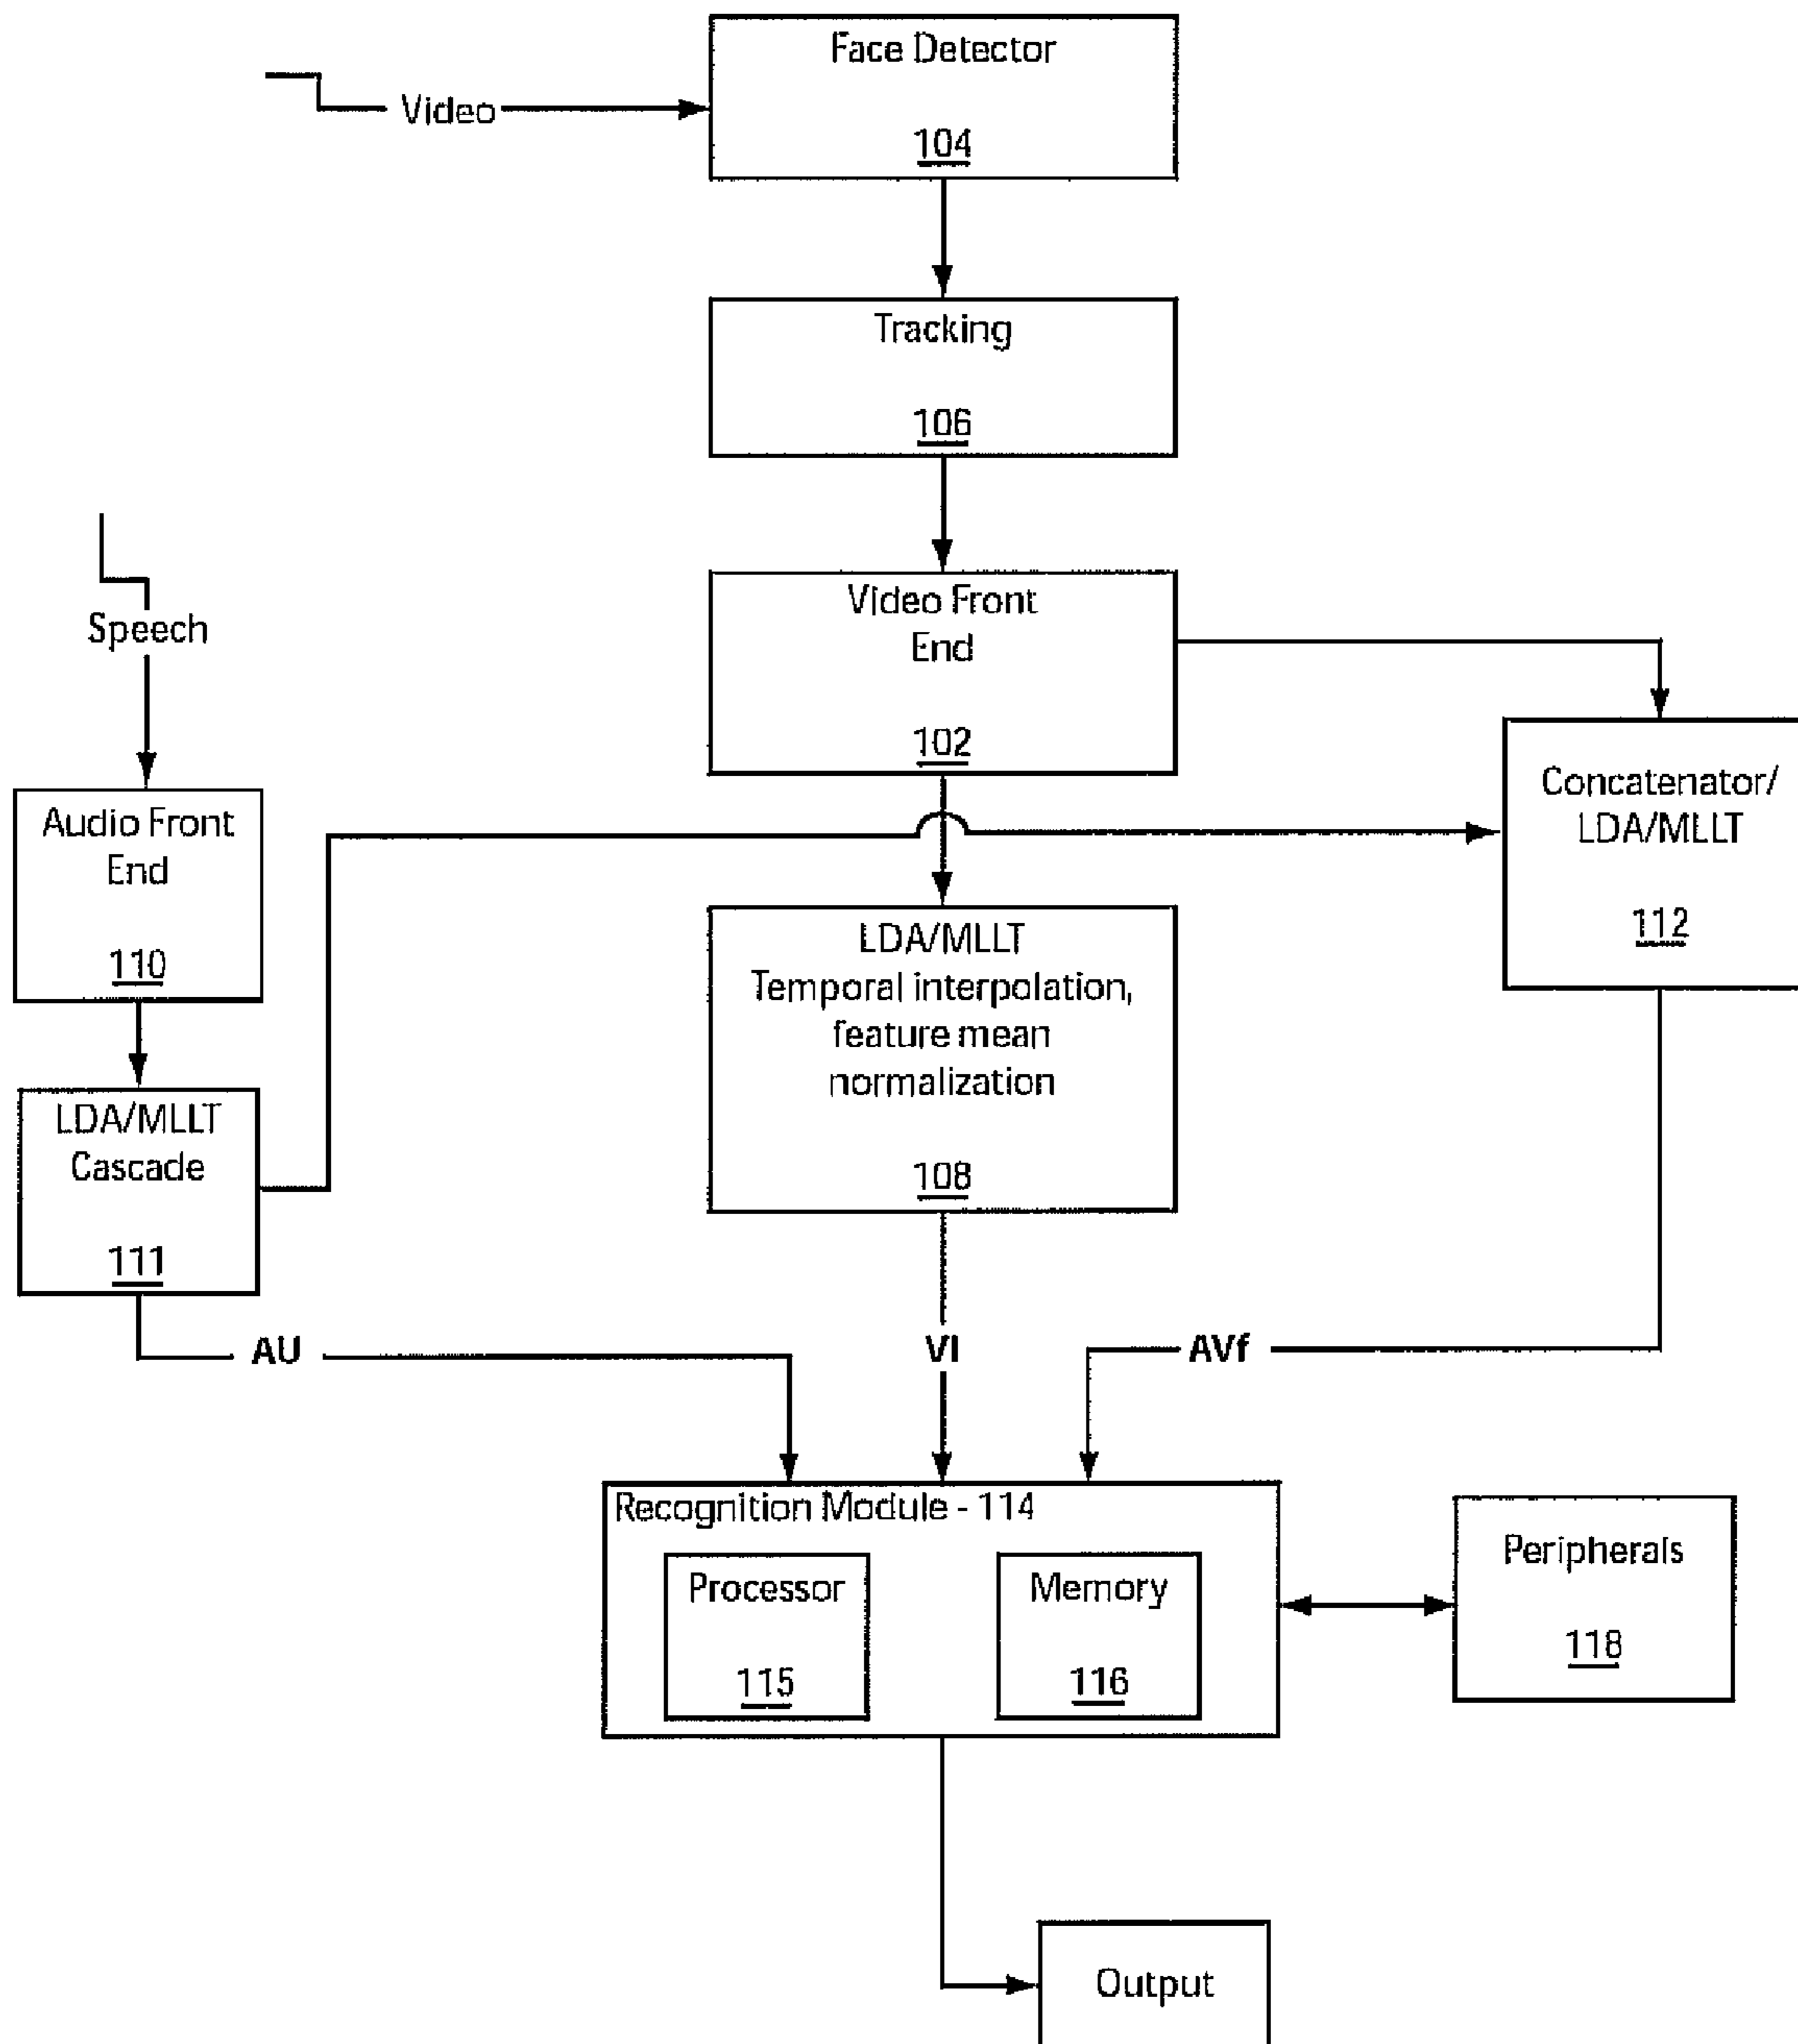 Face Detector
104
Video
Tracking
106
Speech
Video Front
End
102
Audio Front
End
110
Concatenator/
LDA/MLLT
112
LDA/MLLT
Temporal interpolation,
feature mean
normalization
108
LDA/MLLT
Cascade
111
AU
VI
AVf
Recognition Module - 114
Processor
115
Memory
116
Peripherals
118
Output